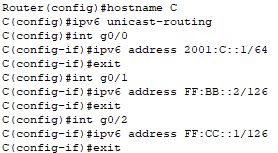 Router(config)#hostname C
C(config)#ipv6 unicast-routing
C(config)#int g0/0
C(config-if)#ipv6 address 2001:C::1/64
C(config-if)#exit
C(config)#int g0/1
C(config-if)#ipv6 address FF:BB::2/126
C(config-if)#exit
C(config)#int g0/2
C(config-if)#ipv6 address FF:CC::1/126
C(config-if)#exit